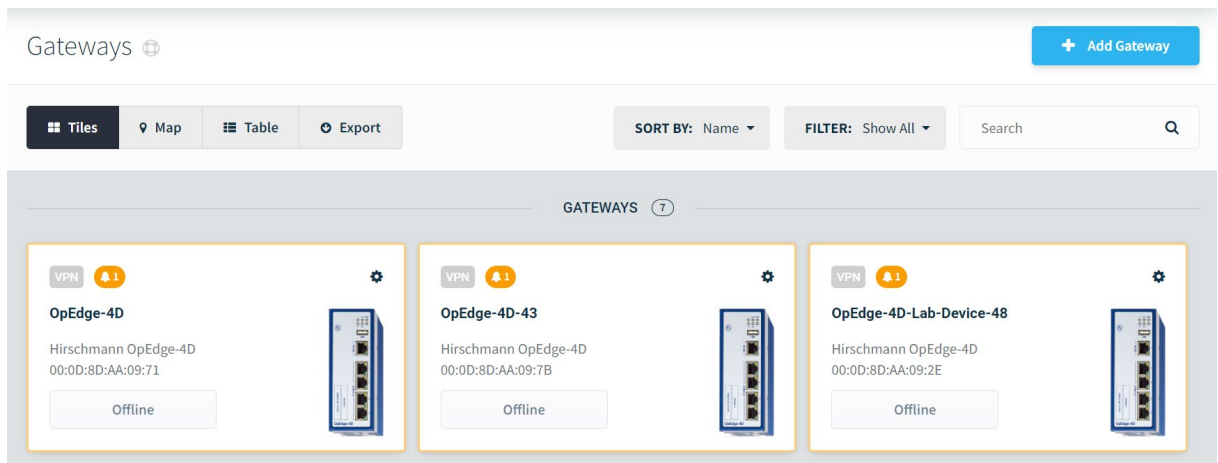 Gateways
+ Add Gateway
Tiles Map Table Export SORT BY: Name FILTER: Show All Search
GATEWAYS 7
VPN 1 VPN 1 VPN 1
OpEdge-4D OpEdge-4D-43 OpEdge-4D-Lab-Device-48
Hirschmann OpEdge-4D Hirschmann OpEdge-4D Hirschmann OpEdge-4D
00:0D:8D:AA:09:71 00:0D:8D:AA:09:7B 00:0D:8D:AA:09:2E
Offline Offline Offline